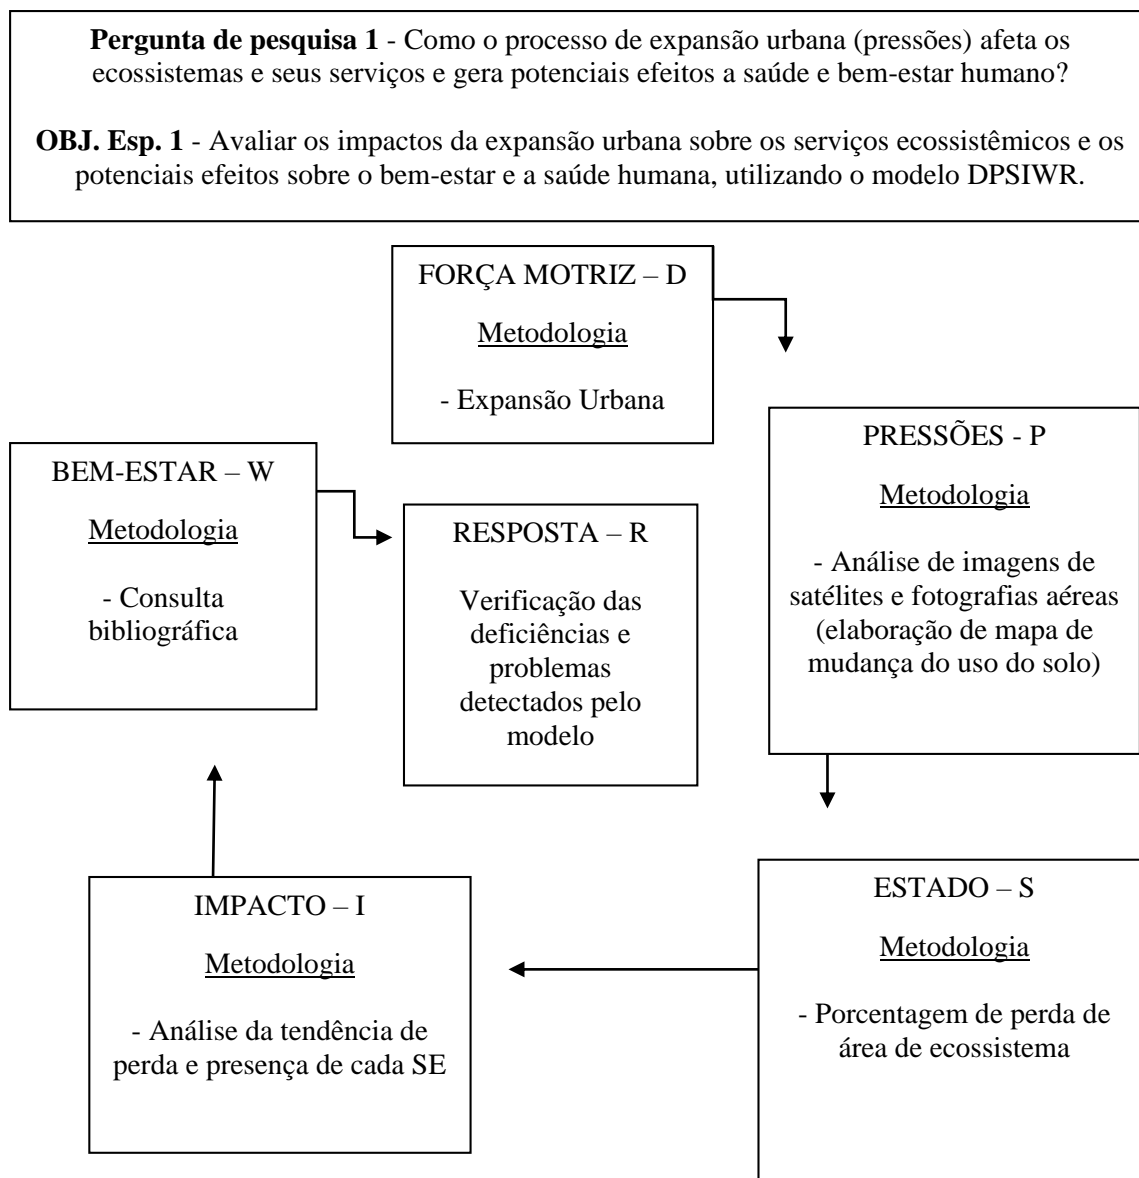 Pergunta de pesquisa 1 - Como o processo de expansão urbana (pressões) afeta os
ecossistemas e seus serviços e gera potenciais efeitos a saúde e bem-estar humano?
OBJ. Esp. 1 - Avaliar os impactos da expansão urbana sobre os serviços ecossistêmicos e os
potenciais efeitos sobre o bem-estar e a saúde humana, utilizando o modelo DPSIWR.
FORÇA MOTRIZ – D
Metodologia
- Expansão Urbana
PRESSÕES - P
Metodologia
- Análise de imagens de
satélites e fotografias aéreas
(elaboração de mapa de
mudança do uso do solo)
BEM-ESTAR – W
Metodologia
- Consulta
bibliográfica
RESPOSTA – R
Verificação das
deficiências e
problemas
detectados pelo
modelo
IMPACTO – I
Metodologia
- Análise da tendência de
perda e presença de cada SE
ESTADO – S
Metodologia
- Porcentagem de perda de
área de ecossistema